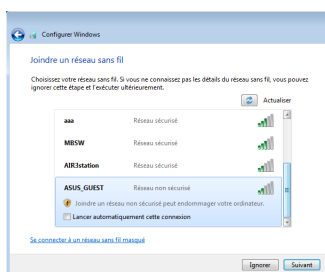 Configurer Windows
Joindre un réseau sans fil
Choisissez votre réseau sans fil. Si vous ne connaissez pas les détails du réseau sans fil, vous pouvez
ignorer cette étape et l'exécuter ultérieurement.
Actualiser
aaa Réseau sécurisé
MBSW Réseau sécurisé
AIR3station Réseau sécurisé
ASUS_GUEST Réseau non sécurisé
Joindre un réseau non sécurisé peut endommager votre ordinateur.
Lancer automatiquement cette connexion
Se connecter à un réseau sans fil masqué
Ignorer Suivant